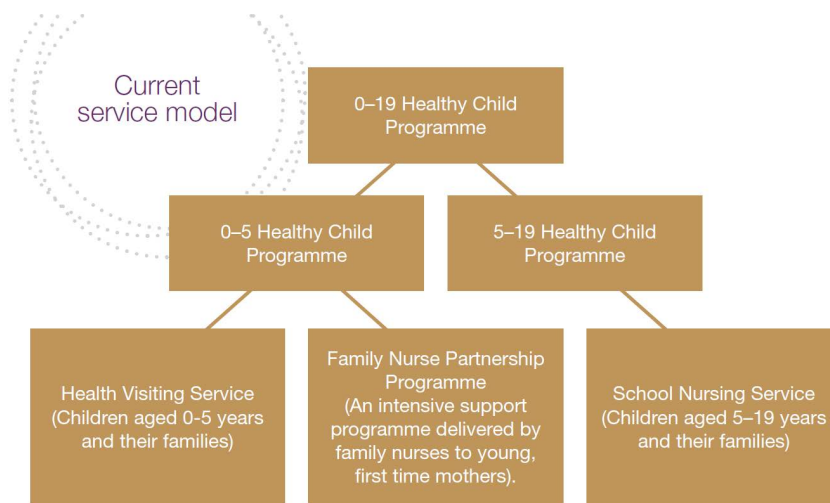 Current
service model
0–19 Healthy Child
Programme
0–5 Healthy Child
Programme
5–19 Healthy Child
Programme
Health Visiting Service
(Children aged 0-5 years
and their families)
Family Nurse Partnership
Programme
(An intensive support
programme delivered by
family nurses to young,
first time mothers).
School Nursing Service
(Children aged 5–19 years
and their families)